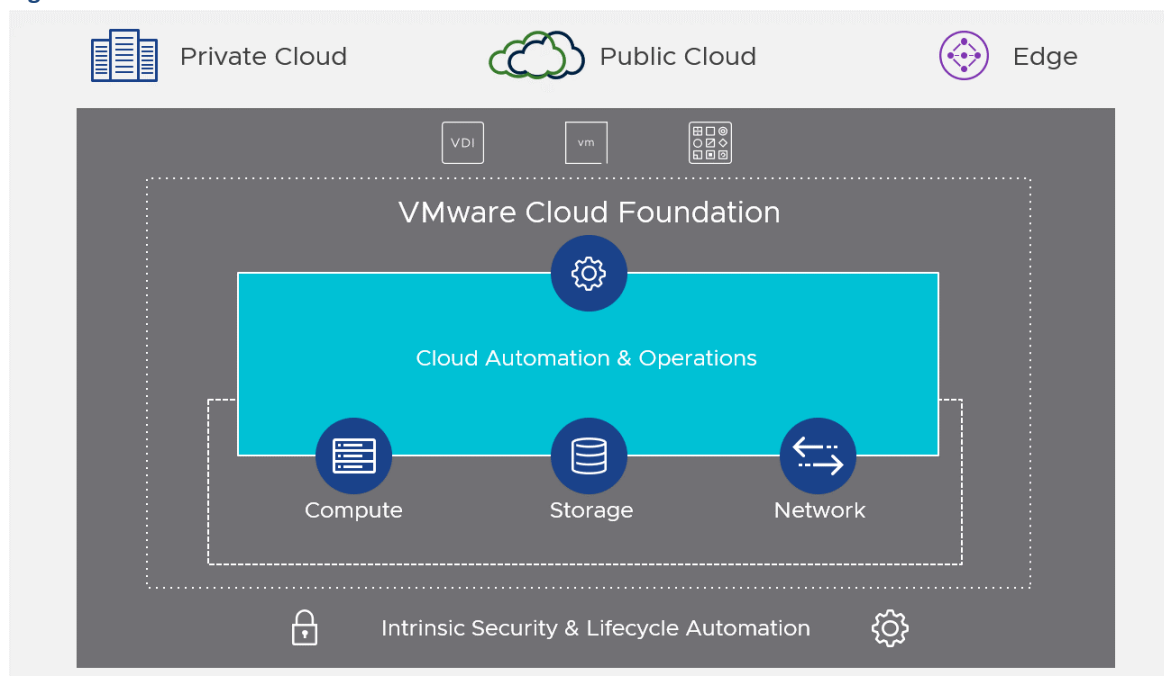 Private Cloud
Public Cloud
Edge
VDI
vm
VMware Cloud Foundation
Cloud Automation & Operations
Compute
Storage
Network
Intrinsic Security & Lifecycle Automation